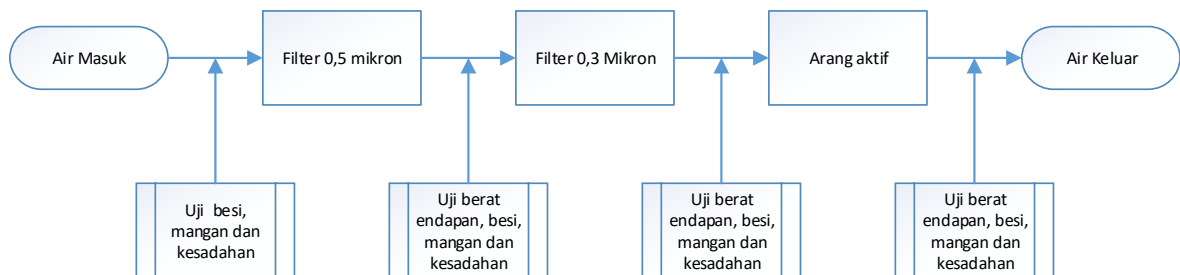 Air Masuk
Filter 0,5 mikron
Filter 0,3 Mikron
Arang aktif
Air Keluar
Uji besi,
mangan dan
kesadahan
Uji berat
endapan, besi,
mangan dan
kesadahan
Uji berat
endapan, besi,
mangan dan
kesadahan
Uji berat
endapan, besi,
mangan dan
kesadahan